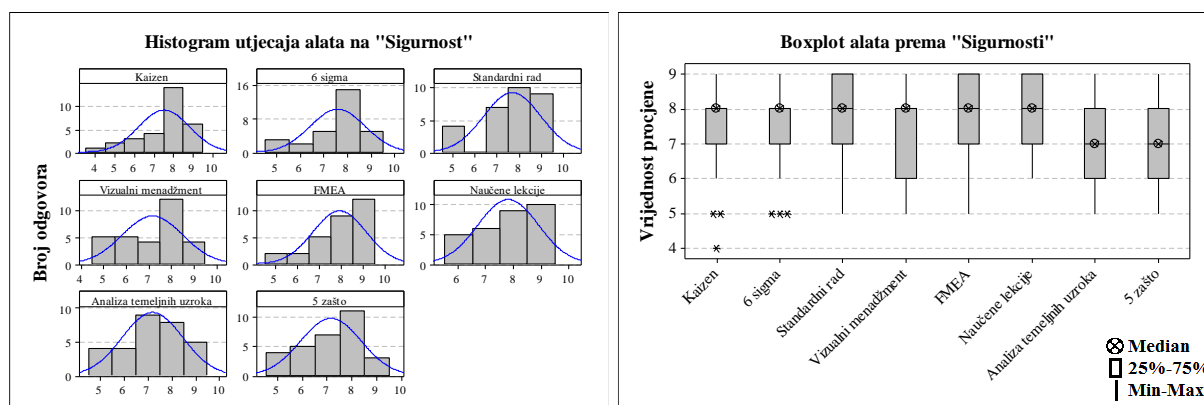 Histogram utjecaja alata na "Sigurnost"
Broj odgovora
Kaizen
10
5
0
4 5 6 7 8 9 10
6 sigma
16
8
0
5 6 7 8 9 10
Standardni rad
10
5
0
5 6 7 8 9 10
Vizualni menadžment
10
5
0
4 5 6 7 8 9 10
FMEA
10
5
0
5 6 7 8 9 10
Naučene lekcije
10
5
0
6 7 8 9 10
Analiza temeljnih uzroka
10
5
0
5 6 7 8 9 10
5 zašto
10
5
0
5 6 7 8 9 10
Boxplot alata prema "Sigurnosti"
Vrijednost procjene
9
8
7
6
5
4
Kaizen
6 sigma
Standardni rad
Vizualni menadžment
FMEA
Naučene lekcije
Analiza temeljnih uzroka
5 zašto
Median
25%-75%
Min-Max